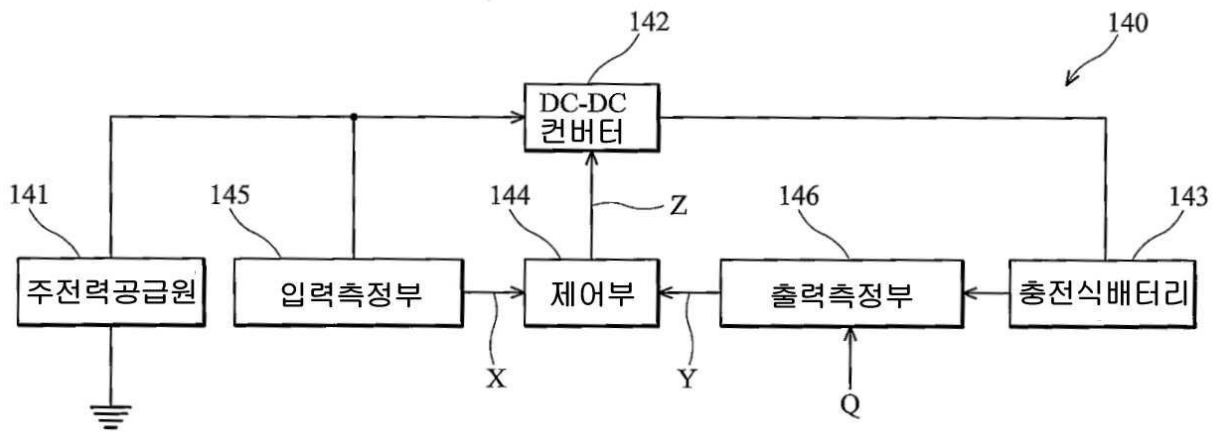 142
140
DC-DC
컨버터
141
145
144
Z
146
143
주전력공급원
입력측정부
제어부
출력측정부
충전식배터리
X
Y
Q